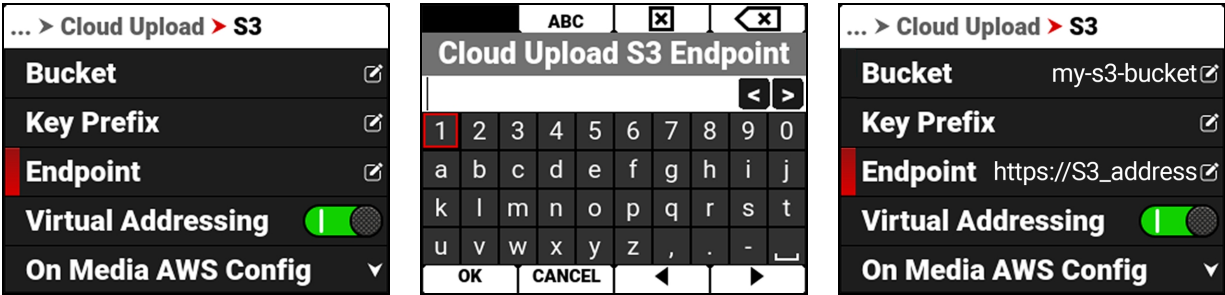 ... > Cloud Upload > S3
Bucket
Key Prefix
Endpoint
Virtual Addressing
On Media AWS Config
ABC
Cloud Upload S3 Endpoint
< >
1 2 3 4 5 6 7 8 9 0
a b c d e f g h i j
k l m n o p q r s t
u v w x y z , . -
OK CANCEL
... > Cloud Upload > S3
Bucket my-s3-bucket
Key Prefix
Endpoint https://S3_address
Virtual Addressing
On Media AWS Config